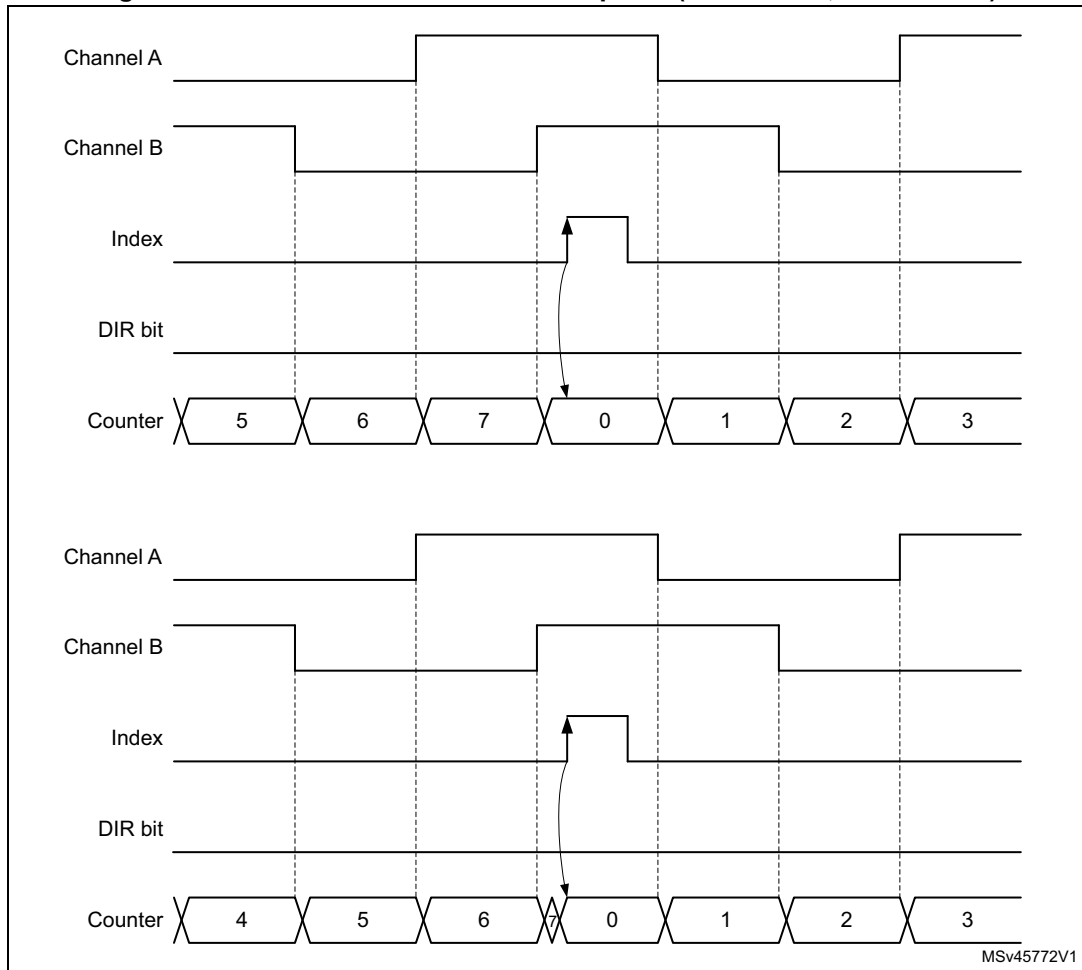 Channel A
Channel B
Index
DIR bit
Counter 5 6 7 0 1 2 3
Channel A
Channel B
Index
DIR bit
Counter 4 5 6 7 0 1 2 3
MSv45772V1